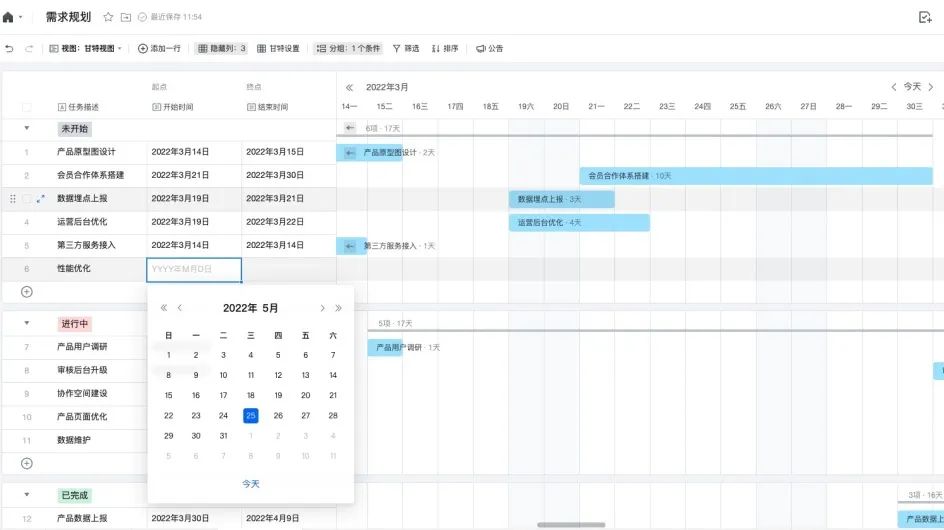 需求规划 最近保存 11:54
视图：甘特视图 添加一行 隐藏列：3 甘特设置 分组：1 个条件 筛选 排序 公告
起点 终点 2022年3月 今天
任务描述 开始时间 结束时间 14一 15二 16三 17四 18五 19六 20日 21一 22二 23三 24四 25五 26六 27日 28一 29二 30三
未开始 6项 · 17天
1 产品原型图设计 2022年3月14日 2022年3月15日 产品原型图设计 · 2天
2 会员合作体系搭建 2022年3月21日 2022年3月30日 会员合作体系搭建 · 10天
数据埋点上报 2022年3月19日 2022年3月21日 数据埋点上报 · 3天
4 运营后台优化 2022年3月19日 2022年3月22日 运营后台优化 · 4天
5 第三方服务接入 2022年3月14日 2022年3月14日 第三方服务接入 · 1天
6 性能优化 YYYY年M月D日
2022年 5月
日 一 二 三 四 五 六
1 2 3 4 5 6 7
8 9 10 11 12 13 14
15 16 17 18 19 20 21
22 23 24 25 26 27 28
29 30 31 1 2 3 4
5 6 7 8 9 10 11
今天
进行中 5项 · 17天
7 产品用户调研 产品用户调研 · 1天
8 审核后台升级
9 协作空间建设
10 产品页面优化
11 数据维护
已完成 3项 · 16天
12 产品数据上报 2022年3月30日 2022年4月9日 产品数据上